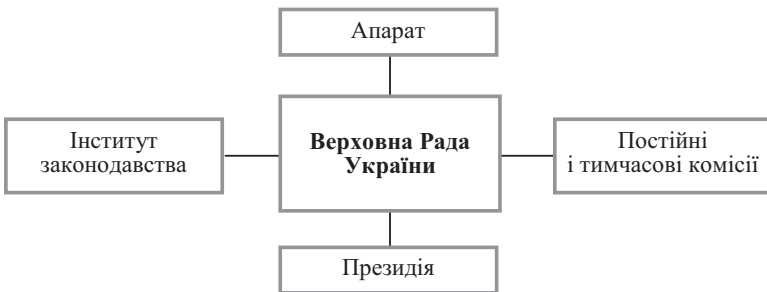 Апарат
Інститут
законодавства
Верховна Рада
України
Постійні
і тимчасові комісії
Президія